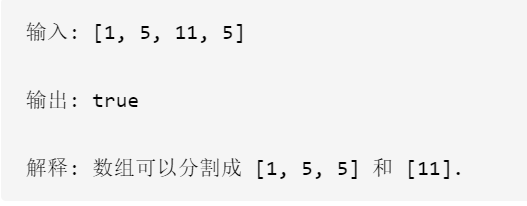 输入: [1, 5, 11, 5]
输出: true
解释: 数组可以分割成 [1, 5, 5] 和 [11].